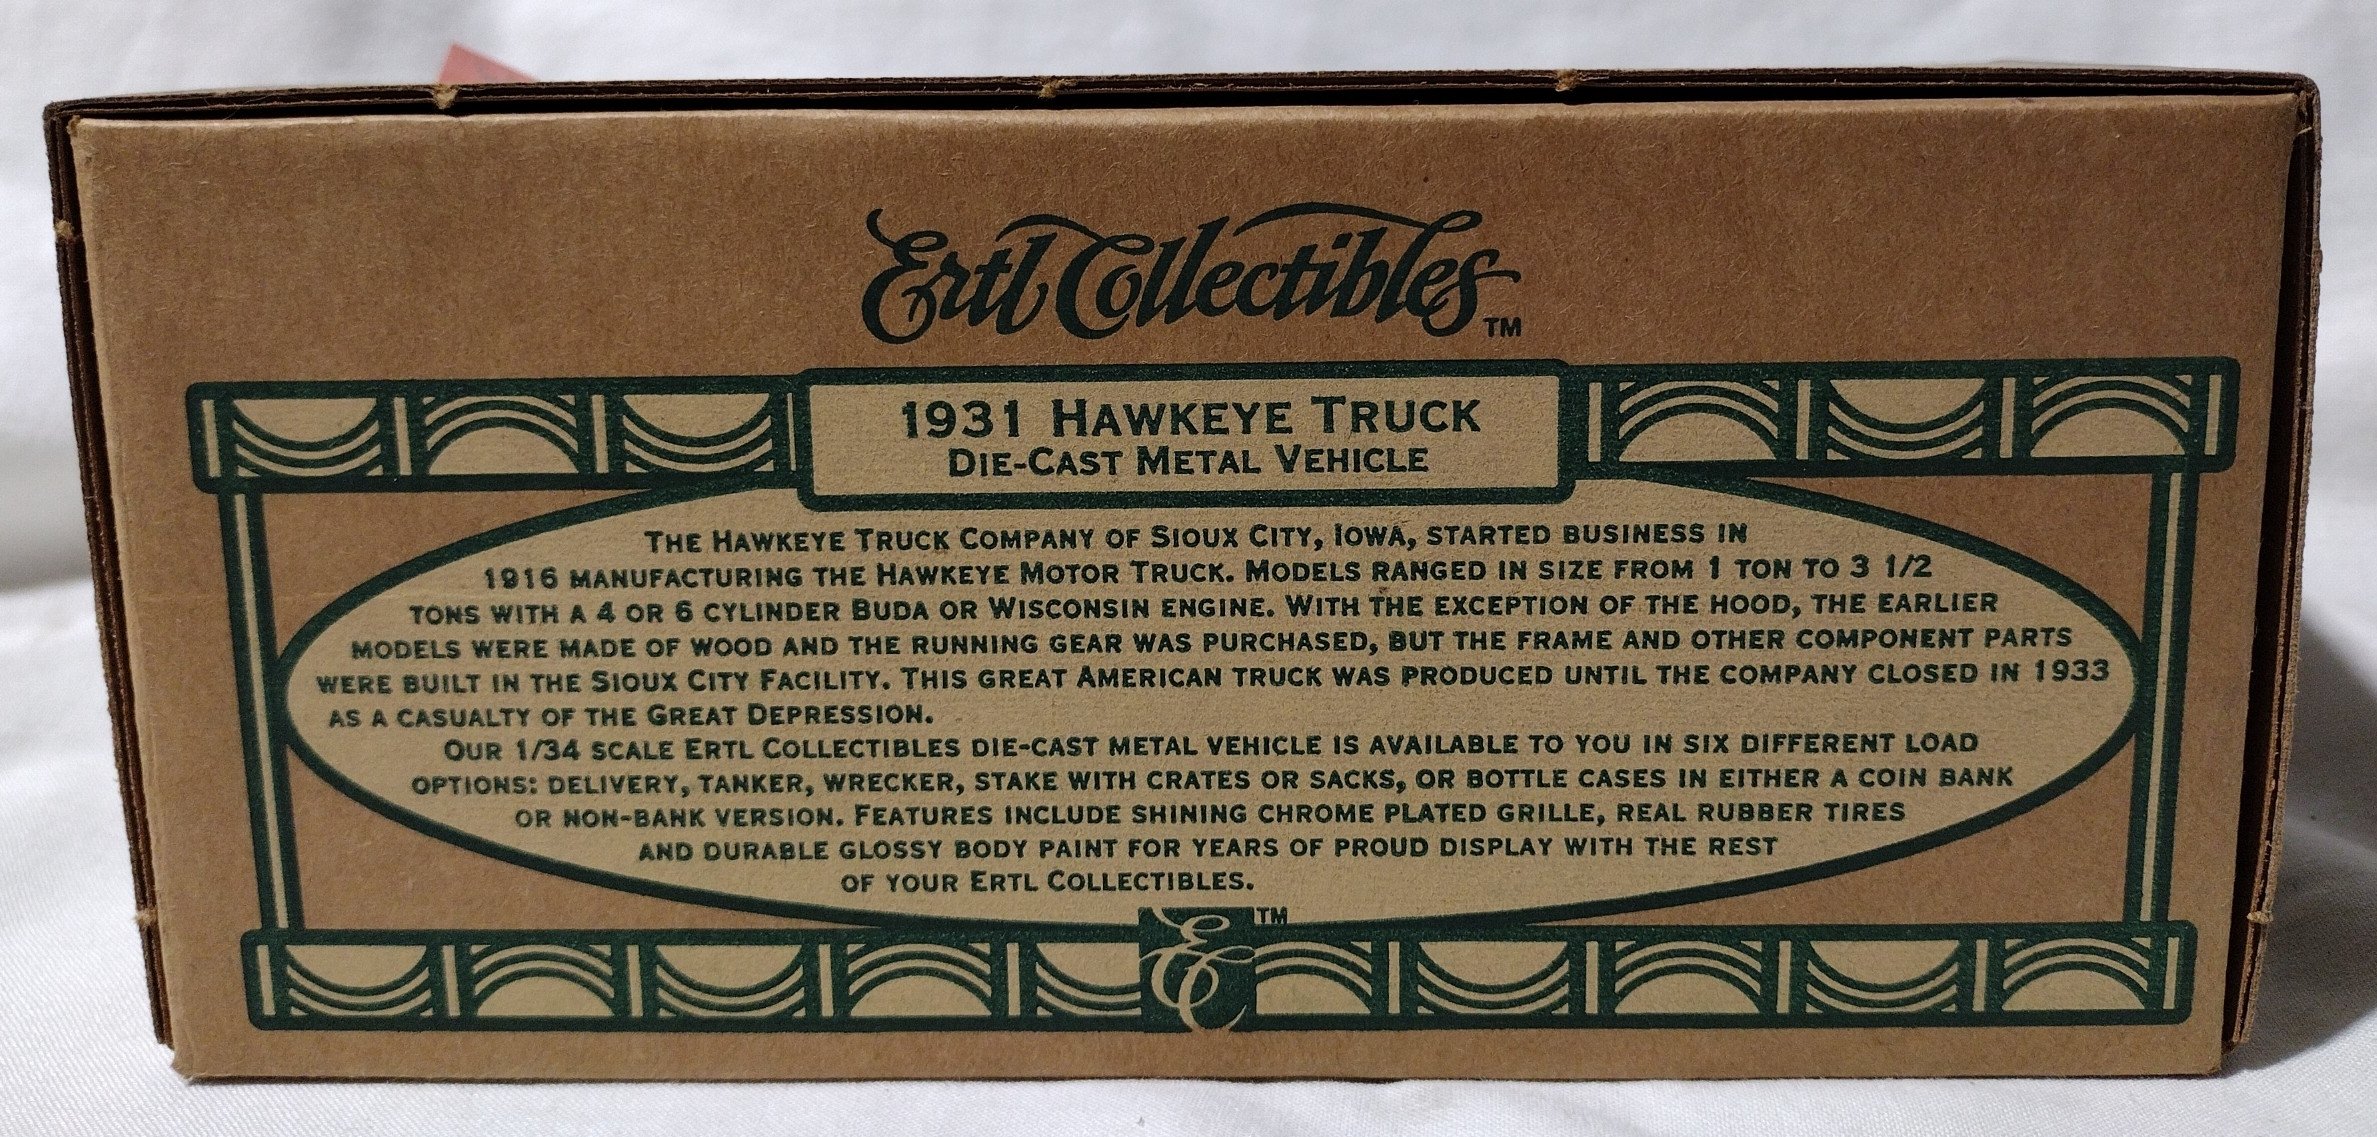 Ertl Collectibles™
1931 HAWKEYE TRUCK
DIE-CAST METAL VEHICLE
THE HAWKEYE TRUCK COMPANY OF SIOUX CITY, IOWA, STARTED BUSINESS IN
1916 MANUFACTURING THE HAWKEYE MOTOR TRUCK. MODELS RANGED IN SIZE FROM 1 TON TO 3 1/2
TONS WITH A 4 OR 6 CYLINDER BUDA OR WISCONSIN ENGINE. WITH THE EXCEPTION OF THE HOOD, THE EARLIER
MODELS WERE MADE OF WOOD AND THE RUNNING GEAR WAS PURCHASED, BUT THE FRAME AND OTHER COMPONENT PARTS
WERE BUILT IN THE SIOUX CITY FACILITY. THIS GREAT AMERICAN TRUCK WAS PRODUCED UNTIL THE COMPANY CLOSED IN 1933
AS A CASUALTY OF THE GREAT DEPRESSION.
OUR 1/34 SCALE ERTL COLLECTIBLES DIE-CAST METAL VEHICLE IS AVAILABLE TO YOU IN SIX DIFFERENT LOAD
OPTIONS: DELIVERY, TANKER, WRECKER, STAKE WITH CRATES OR SACKS, OR BOTTLE CASES IN EITHER A COIN BANK
OR NON-BANK VERSION. FEATURES INCLUDE SHINING CHROME PLATED GRILLE, REAL RUBBER TIRES
AND DURABLE GLOSSY BODY PAINT FOR YEARS OF PROUD DISPLAY WITH THE REST
OF YOUR ERTL COLLECTIBLES.
EC™